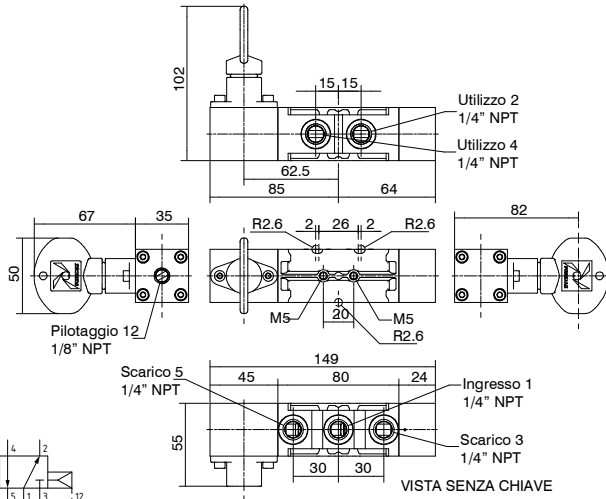 102
15 15
Utilizzo 2
1/4" NPT
Utilizzo 4
1/4" NPT
62.5
85 64
67 35
R2.6 2 26 2 R2.6
82
50
M5 20 M5
R2.6
Pilotaggio 12
1/8" NPT
149
45 80 24
Scarico 5
1/4" NPT
Ingresso 1
1/4" NPT
55
Scarico 3
1/4" NPT
30 30
VISTA SENZA CHIAVE
4 2
5 1 3 12